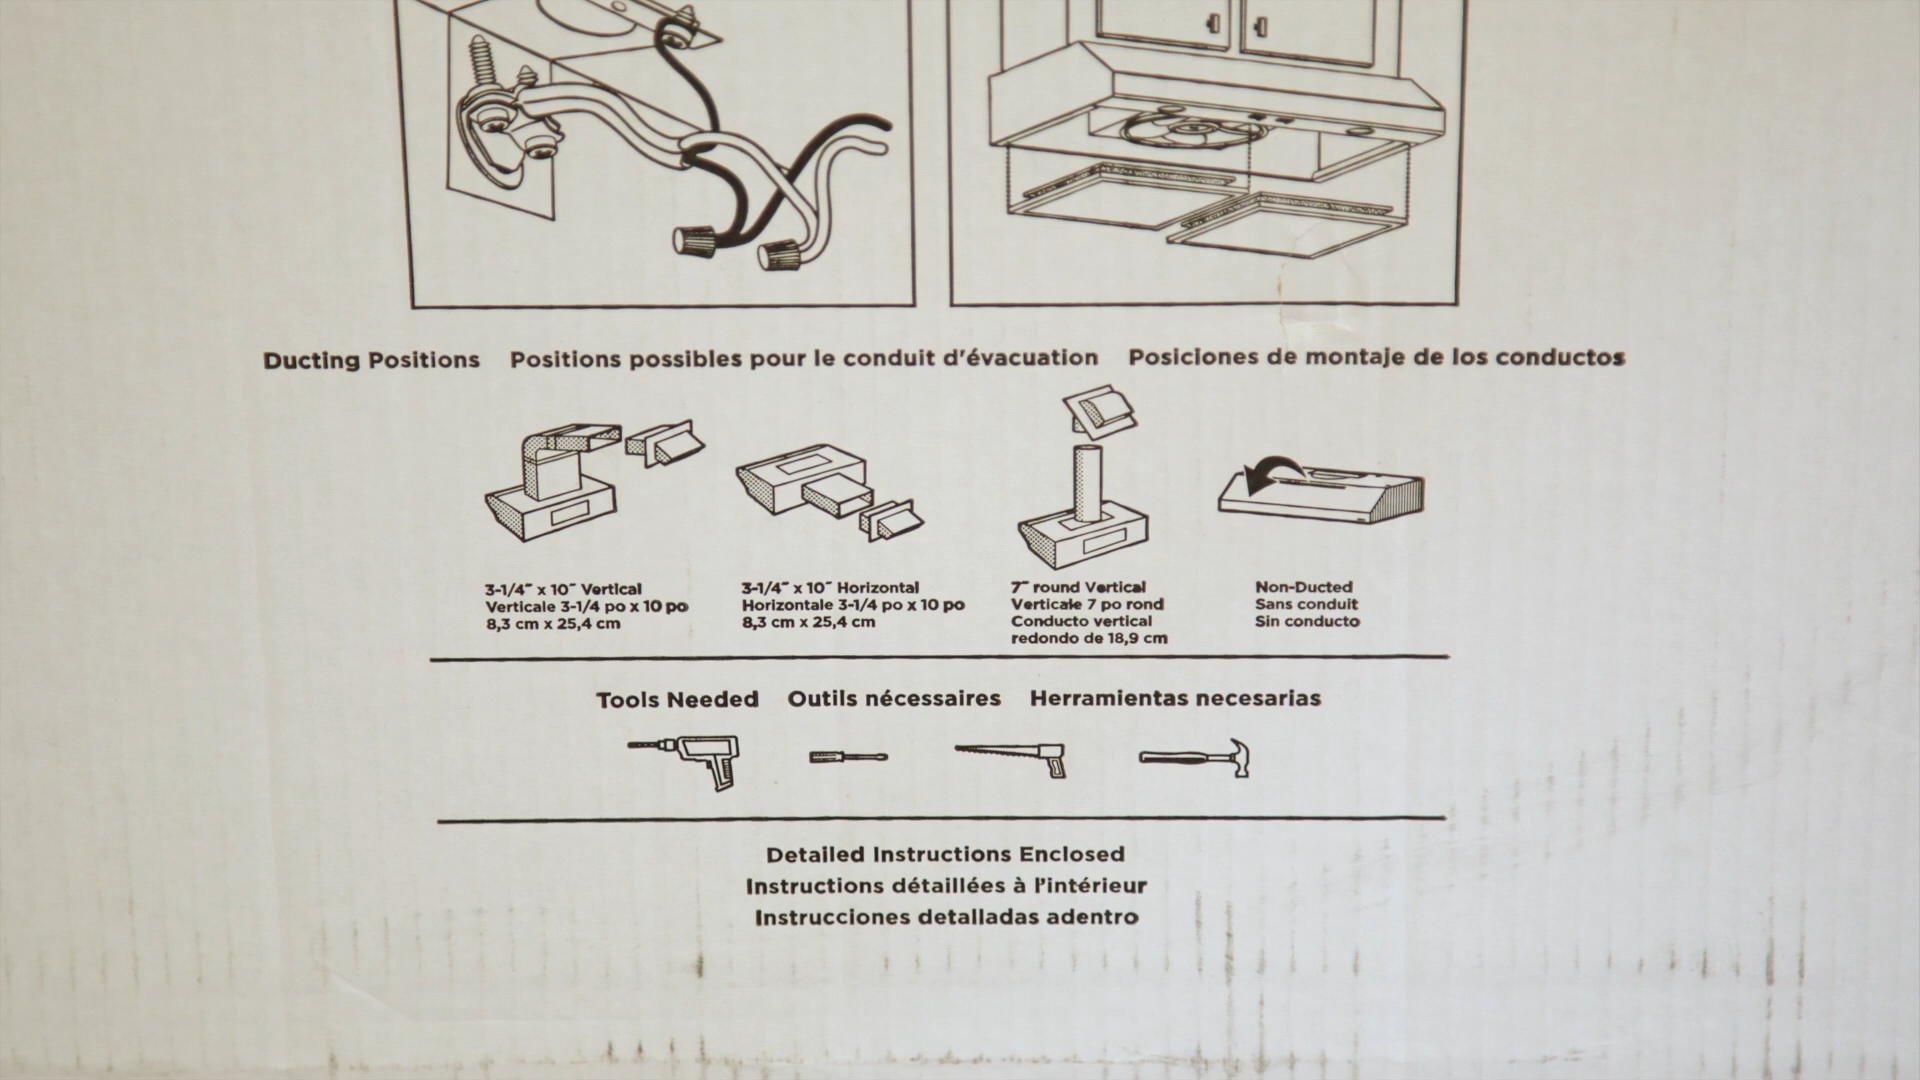 Ducting Positions Positions possibles pour le conduit d'évacuation Posiciones de montaje de los conductos
3-1/4" x 10" Vertical
Verticale 3-1/4 po x 10 po
8,3 cm x 25,4 cm
3-1/4" x 10" Horizontal
Horizontale 3-1/4 po x 10 po
8,3 cm x 25,4 cm
7" round Vertical
Verticale 7 po rond
Conducto vertical
redondo de 18,9 cm
Non-Ducted
Sans conduit
Sin conducto
Tools Needed Outils nécessaires Herramientas necesarias
Detailed Instructions Enclosed
Instructions détaillées à l'intérieur
Instrucciones detalladas adentro